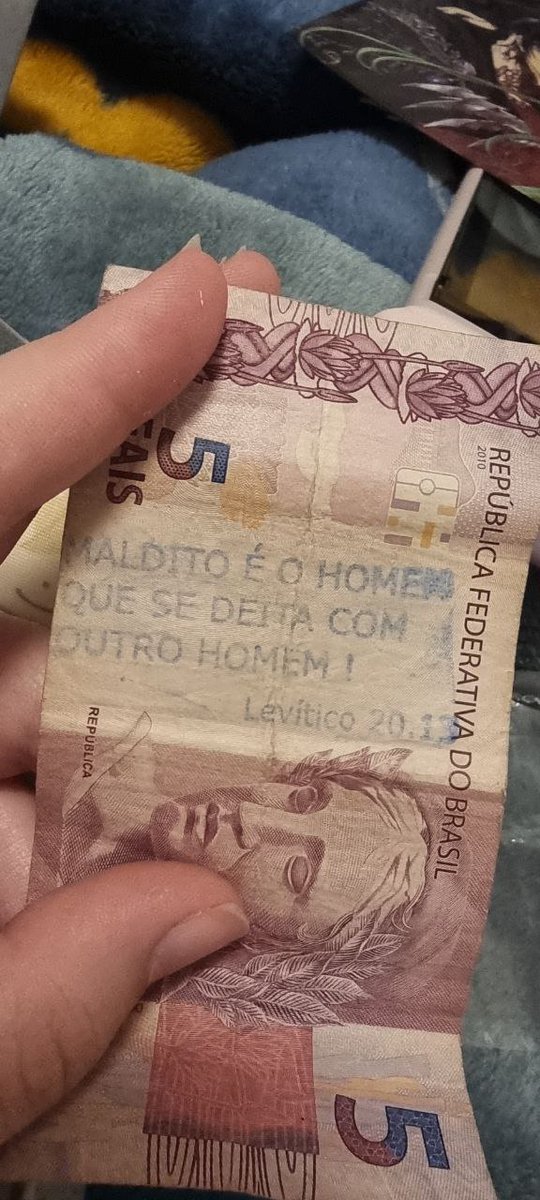 5
REAIS
REPÚBLICA FEDERATIVA DO BRASIL
2010
MALDITO É O HOMEM
QUE SE DEITA COM
OUTRO HOMEM !
Levítico 20.13
REPÚBLICA
5